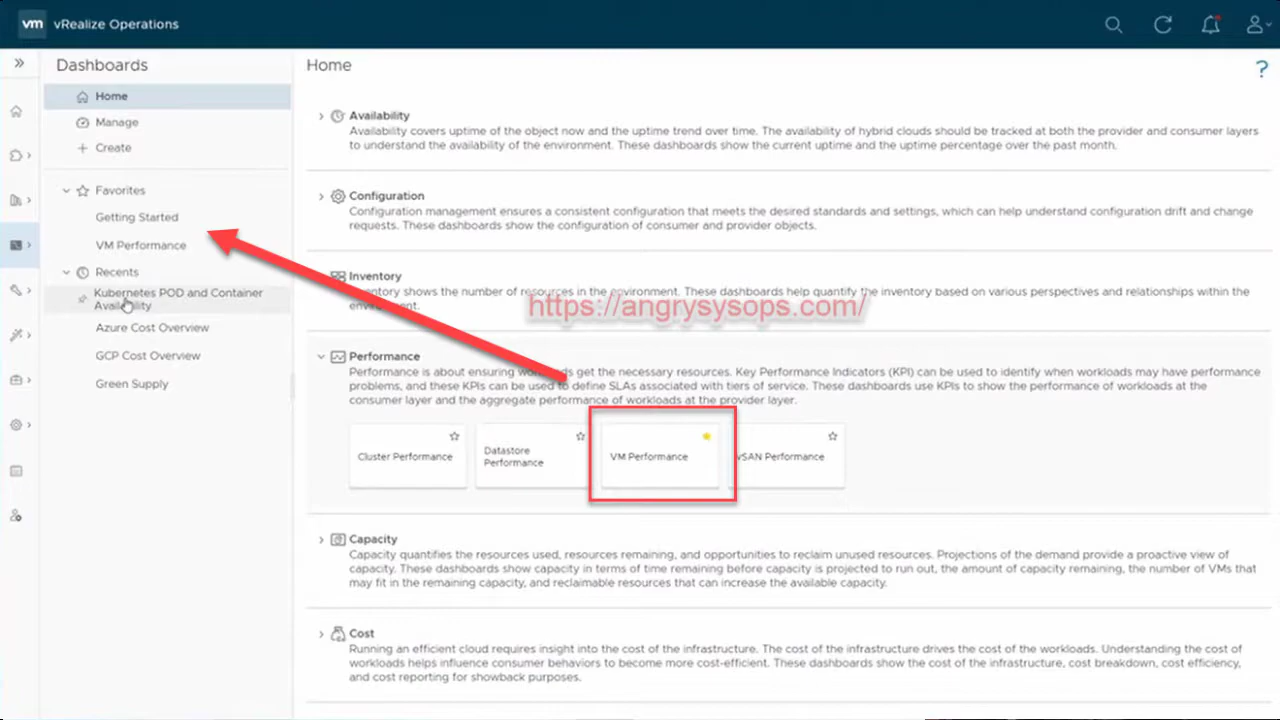 vm vRealize Operations
Dashboards
Home
Manage
Create
Favorites
Getting Started
VM Performance
Recents
Kubernetes POD and Container
Availability
Azure Cost Overview
GCP Cost Overview
Green Supply
Home
?
Availability
Availability covers uptime of the object now and the uptime trend over time. The availability of hybrid clouds should be tracked at both the provider and consumer layers
to understand the availability of the environment. These dashboards show the current uptime and the uptime percentage over the past month.
Configuration
Configuration management ensures a consistent configuration that meets the desired standards and settings, which can help understand configuration drift and change
requests. These dashboards show the configuration of consumer and provider objects.
Inventory
Inventory shows the number of resources in the environment. These dashboards help quantify the inventory based on various perspectives and relationships within the
environment.
https://angrysysops.com/
Performance
Performance is about ensuring workloads get the necessary resources. Key Performance Indicators (KPI) can be used to identify when workloads may have performance
problems, and these KPIs can be used to define SLAs associated with tiers of service. These dashboards use KPIs to show the performance of workloads at the
consumer layer and the aggregate performance of workloads at the provider layer.
Cluster Performance
Datastore
Performance
VM Performance
vSAN Performance
Capacity
Capacity quantifies the resources used, resources remaining, and opportunities to reclaim unused resources. Projections of the demand provide a proactive view of
capacity. These dashboards show capacity in terms of time remaining before capacity is projected to run out, the amount of capacity remaining, the number of VMs that
may fit in the remaining capacity, and reclaimable resources that can increase the available capacity.
Cost
Running an efficient cloud requires insight into the cost of the infrastructure. The cost of the infrastructure drives the cost of the workloads. Understanding the cost of
workloads helps influence consumer behaviors to become more cost-efficient. These dashboards show the cost of the infrastructure, cost breakdown, cost efficiency,
and cost reporting for showback purposes.